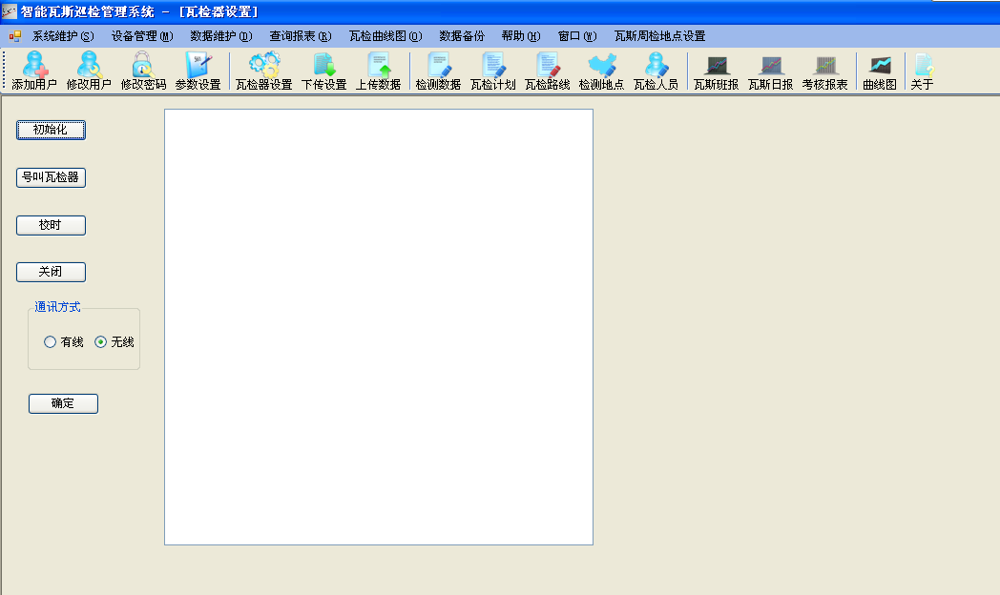 智能瓦斯巡检管理系统 - [瓦检器设置]
系统维护(S) 设备管理(M) 数据维护(D) 查询报表(R) 瓦检曲线图(O) 数据备份 帮助(H) 窗口(W) 瓦斯周检地点设置
添加用户 修改用户 修改密码 参数设置 瓦检器设置 下传设置 上传数据 检测数据 瓦检计划 瓦检路线 检测地点 瓦检人员 瓦斯班报 瓦斯日报 考核报表 曲线图 关于
初始化
号叫瓦检器
校时
关闭
通讯方式
有线 无线
确定